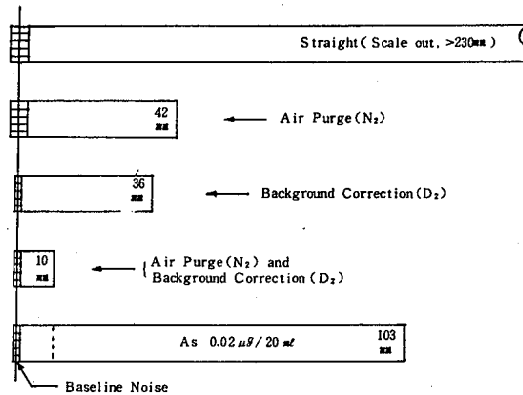 Straight(Scale out, >230mm)
42
mm
Air Purge(N₂)
36
mm
Background Correction(D₂)
10
mm
Air Purge(N₂) and
Background Correction(D₂)
As 0.02 μg/20 ml
103
mm
Baseline Noise